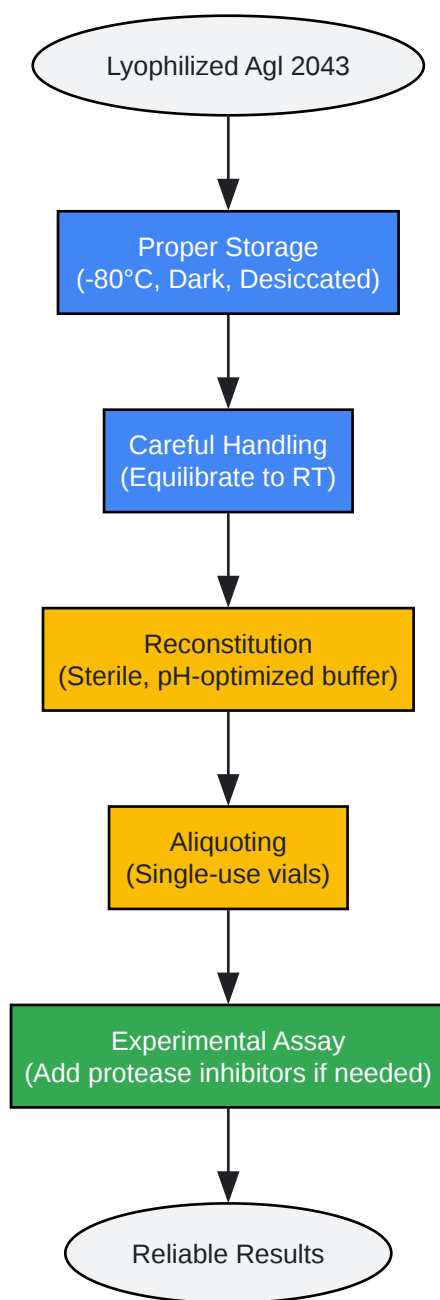 Lyophilized Agl 2043
Proper Storage
(-80°C, Dark, Desiccated)
Careful Handling
(Equilibrate to RT)
Reconstitution
(Sterile, pH-optimized buffer)
Aliquoting
(Single-use vials)
Experimental Assay
(Add protease inhibitors if needed)
Reliable Results